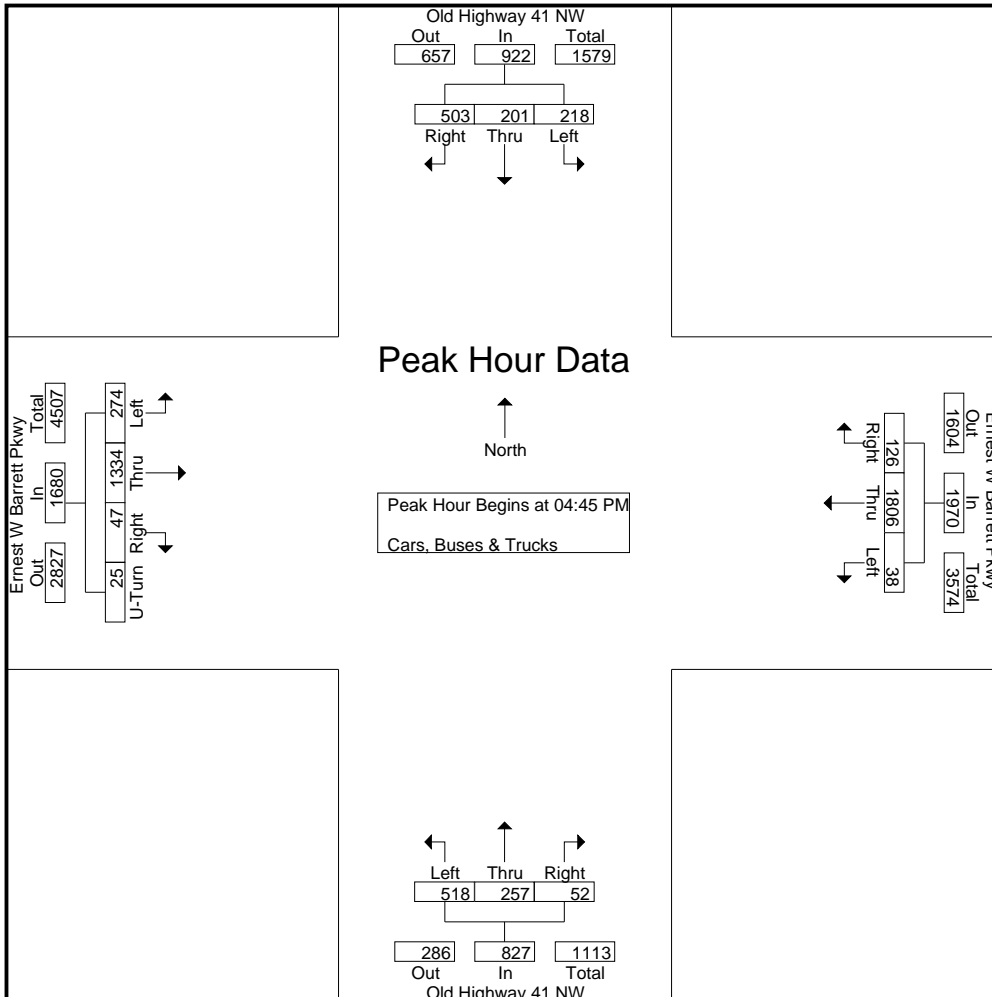 Old Highway 41 NW
Out In Total
657 922 1579
503 201 218
Right Thru Left
Peak Hour Data
North
Peak Hour Begins at 04:45 PM
Cars, Buses & Trucks
Ernest W Barrett Pkwy
Total In Out
4507 1680 2827
274 1334 47 25
Left Thru Right U-Turn
Ernest W Barrett Pkwy
Out In Total
1604 1970 3574
126 1806 38
Right Thru Left
Left Thru Right
518 257 52
286 827 1113
Out In Total
Old Highway 41 NW